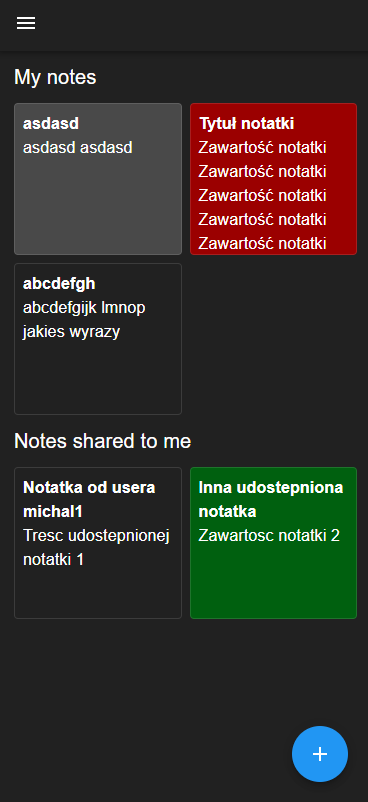 My notes
asdasd
asdasd asdasd
Tytuł notatki
Zawartość notatki
Zawartość notatki
Zawartość notatki
Zawartość notatki
Zawartość notatki
abcdefgh
abcdefgijk lmnop
jakies wyrazy
Notes shared to me
Notatka od usera
michal1
Tresc udostepnionej
notatki 1
Inna udostepniona
notatka
Zawartosc notatki 2